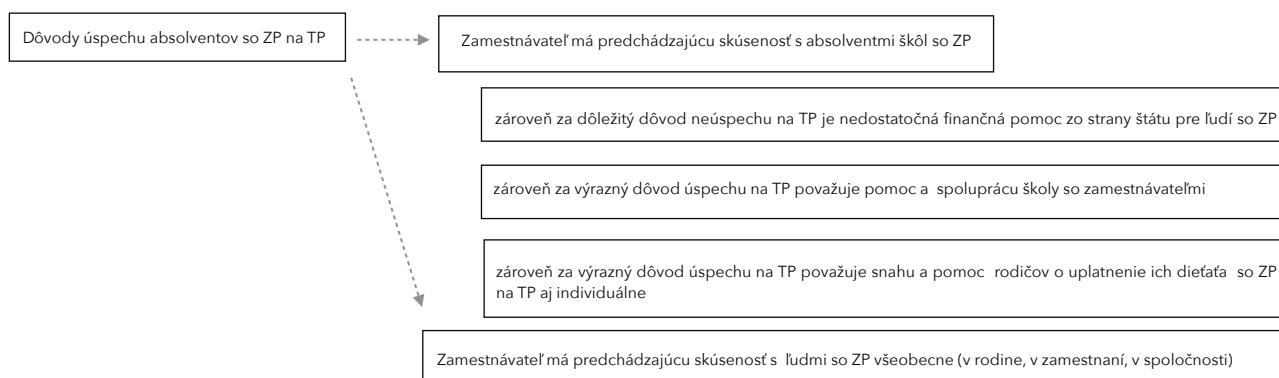 Dôvody úspechu absolventov so ZP na TP
Zamestnávateľ má predchádzajúcu skúsenosť s absolventmi škôl so ZP
zároveň za dôležitý dôvod neúspechu na TP je nedostatočná finančná pomoc zo strany štátu pre ľudí so ZP
zároveň za výrazný dôvod úspechu na TP považuje pomoc a spoluprácu školy so zamestnávateľmi
zároveň za výrazný dôvod úspechu na TP považuje snahu a pomoc rodičov o uplatnenie ich dieťaťa so ZP
na TP aj individuálne
Zamestnávateľ má predchádzajúcu skúsenosť s ľudmi so ZP všeobecne (v rodine, v zamestnaní, v spoločnosti)